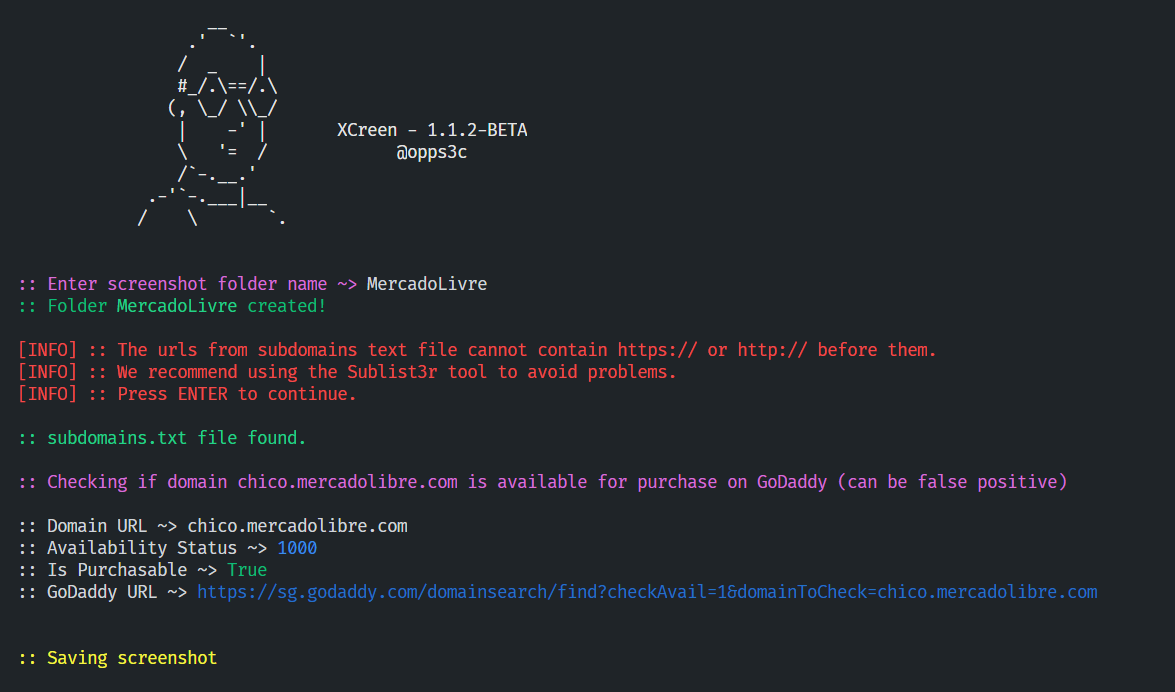 XCreen - 1.1.2-BETA
@opps3c
:: Enter screenshot folder name ~> MercadoLivre
:: Folder MercadoLivre created!
[INFO] :: The urls from subdomains text file cannot contain https:// or http:// before them.
[INFO] :: We recommend using the Sublist3r tool to avoid problems.
[INFO] :: Press ENTER to continue.
:: subdomains.txt file found.
:: Checking if domain chico.mercadolibre.com is available for purchase on GoDaddy (can be false positive)
:: Domain URL ~> chico.mercadolibre.com
:: Availability Status ~> 1000
:: Is Purchasable ~> True
:: GoDaddy URL ~> https://sg.godaddy.com/domainsearch/find?checkAvail=1&domainToCheck=chico.mercadolibre.com
:: Saving screenshot